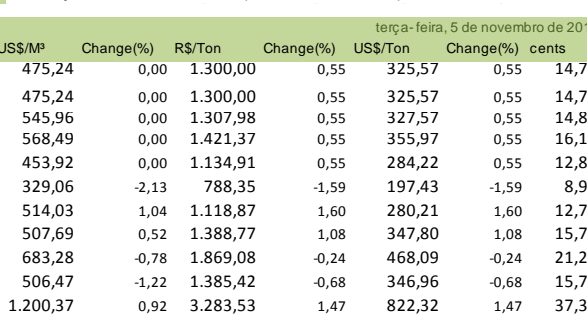 terça-feira, 5 de novembro de 201
US$/M³ Change(%) R$/Ton Change(%) US$/Ton Change(%) cents
475,24 0,00 1.300,00 0,55 325,57 0,55 14,7
475,24 0,00 1.300,00 0,55 325,57 0,55 14,7
545,96 0,00 1.307,98 0,55 327,57 0,55 14,8
568,49 0,00 1.421,37 0,55 355,97 0,55 16,1
453,92 0,00 1.134,91 0,55 284,22 0,55 12,8
329,06 -2,13 788,35 -1,59 197,43 -1,59 8,9
514,03 1,04 1.118,87 1,60 280,21 1,60 12,7
507,69 0,52 1.388,77 1,08 347,80 1,08 15,7
683,28 -0,78 1.869,08 -0,24 468,09 -0,24 21,2
506,47 -1,22 1.385,42 -0,68 346,96 -0,68 15,7
1.200,37 0,92 3.283,53 1,47 822,32 1,47 37,3